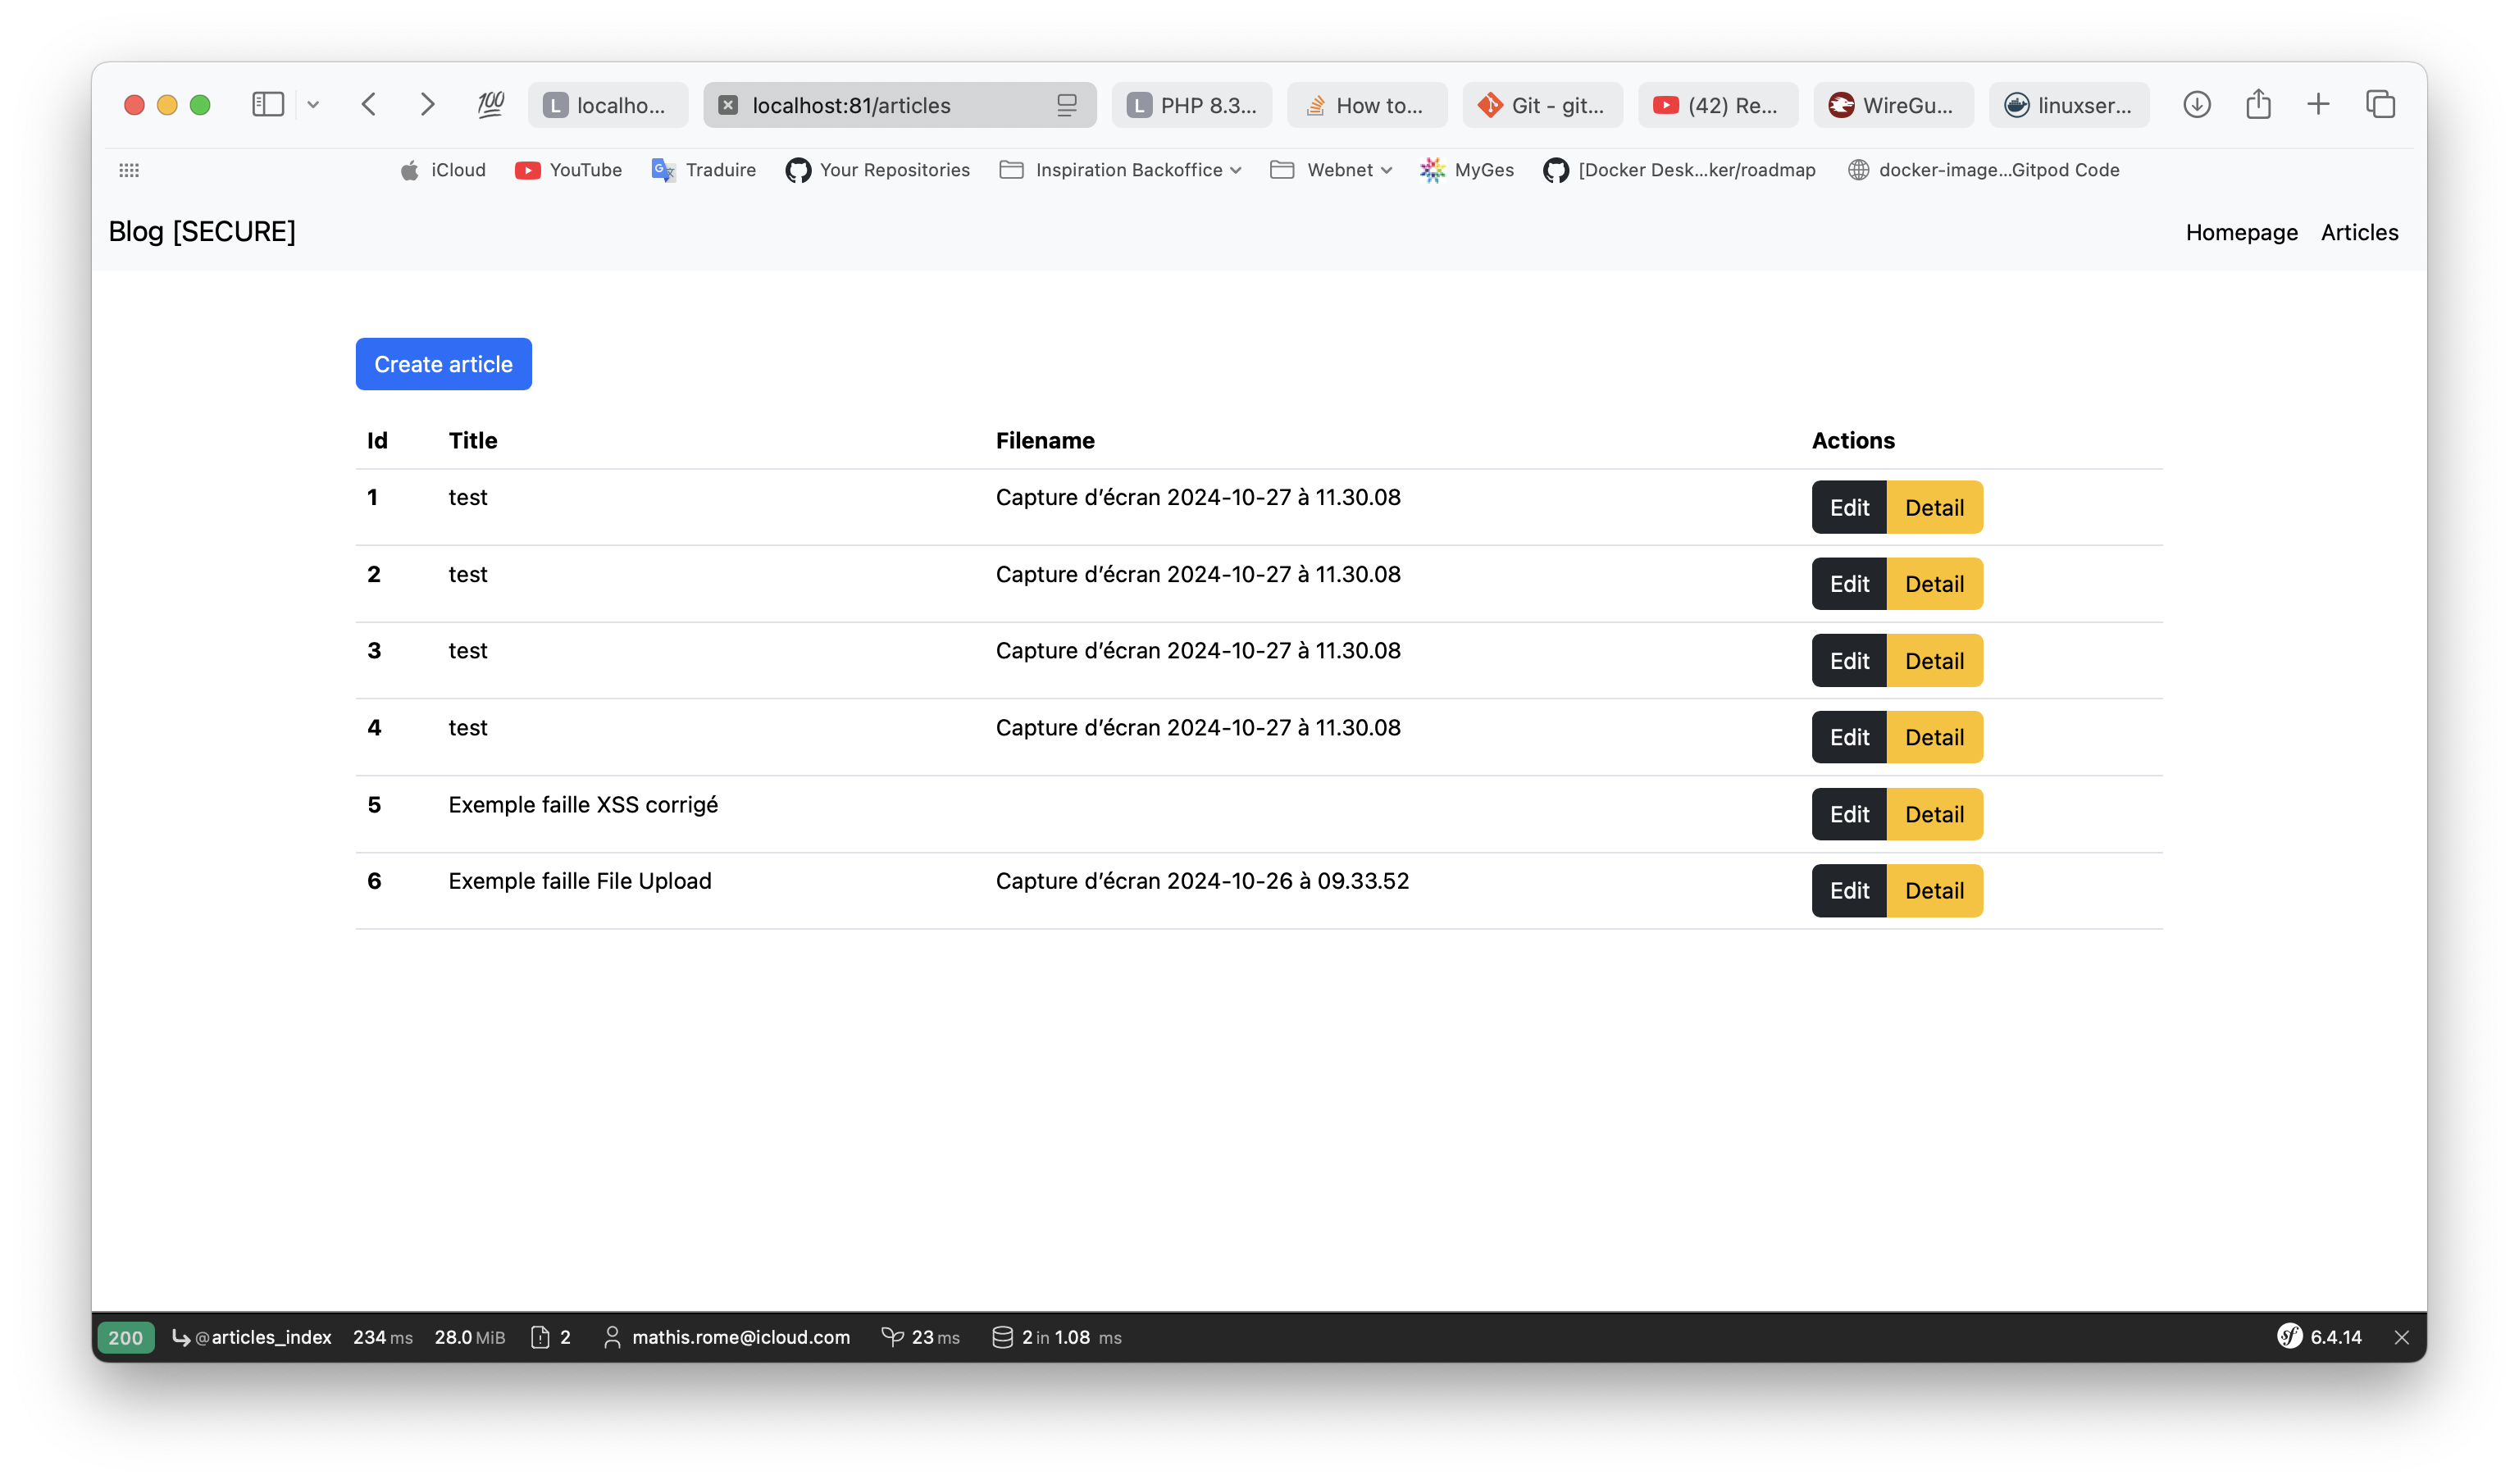 100 L localho... localhost:81/articles L PHP 8.3... How to... Git - git... (42) Re... WireGu... linuxser...
iCloud YouTube Traduire Your Repositories Inspiration Backoffice Webnet MyGes [Docker Desk...ker/roadmap docker-image...Gitpod Code
Blog [SECURE] Homepage Articles
Create article
Id Title Filename Actions
1 test Capture d’écran 2024-10-27 à 11.30.08 Edit Detail
2 test Capture d’écran 2024-10-27 à 11.30.08 Edit Detail
3 test Capture d’écran 2024-10-27 à 11.30.08 Edit Detail
4 test Capture d’écran 2024-10-27 à 11.30.08 Edit Detail
5 Exemple faille XSS corrigé Edit Detail
6 Exemple faille File Upload Capture d’écran 2024-10-26 à 09.33.52 Edit Detail
200 @articles_index 234 ms 28.0 MiB 2 mathis.rome@icloud.com 23 ms 2 in 1.08 ms sf 6.4.14